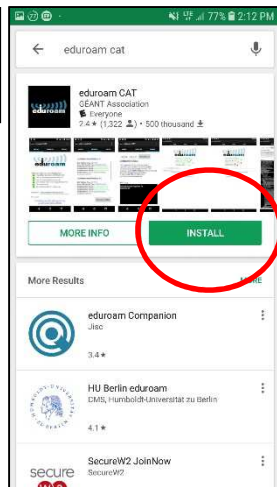 77% 2:12 PM
eduroam cat
eduroam CAT
GÉANT Association
Everyone
2.4★ (1,322 ) • 500 thousand
MORE INFO
INSTALL
More Results
MORE
eduroam Companion
Jisc
3.4★
HU Berlin eduroam
CMS, Humboldt-Universität zu Berlin
4.1★
SecureW2 JoinNow
SecureW2
secure